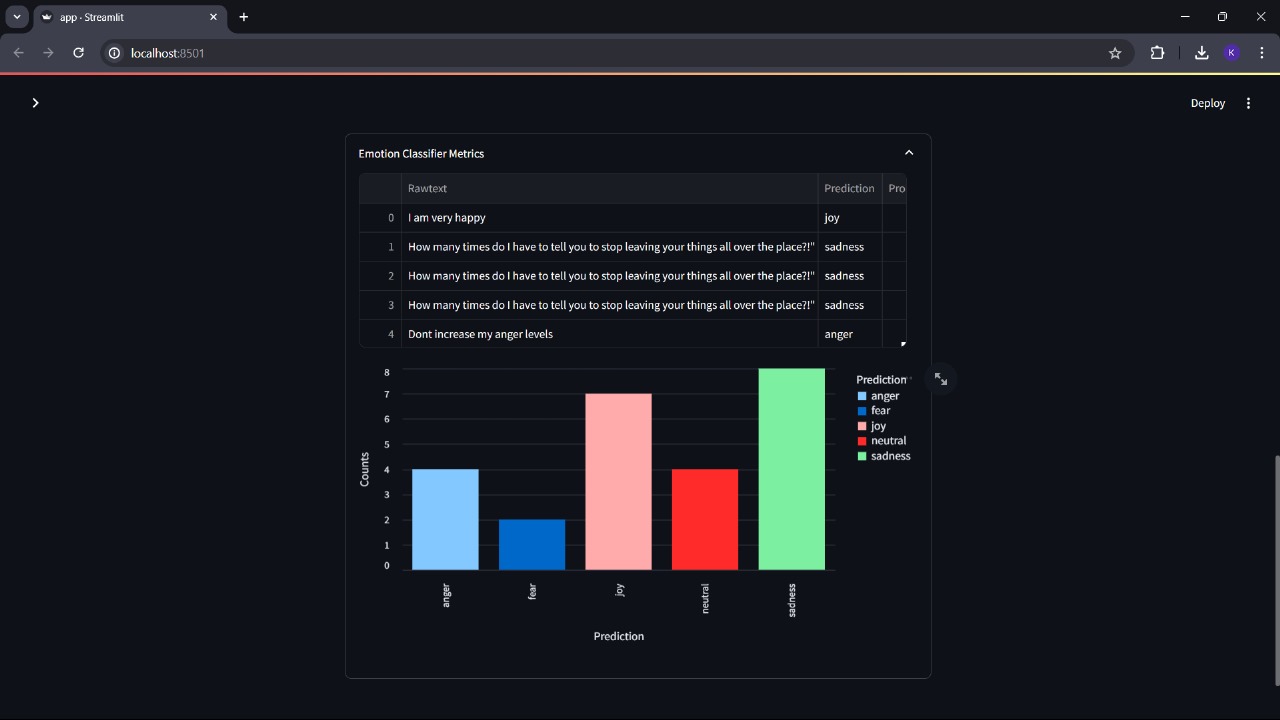 app · Streamlit
localhost:8501
K
Deploy
Emotion Classifier Metrics
Rawtext Prediction Pro
0 I am very happy joy
1 How many times do I have to tell you to stop leaving your things all over the place?!" sadness
2 How many times do I have to tell you to stop leaving your things all over the place?!" sadness
3 How many times do I have to tell you to stop leaving your things all over the place?!" sadness
4 Dont increase my anger levels anger
8
7
6
5
4
3
2
1
0
Counts
anger
fear
joy
neutral
sadness
Prediction
Prediction
anger
fear
joy
neutral
sadness